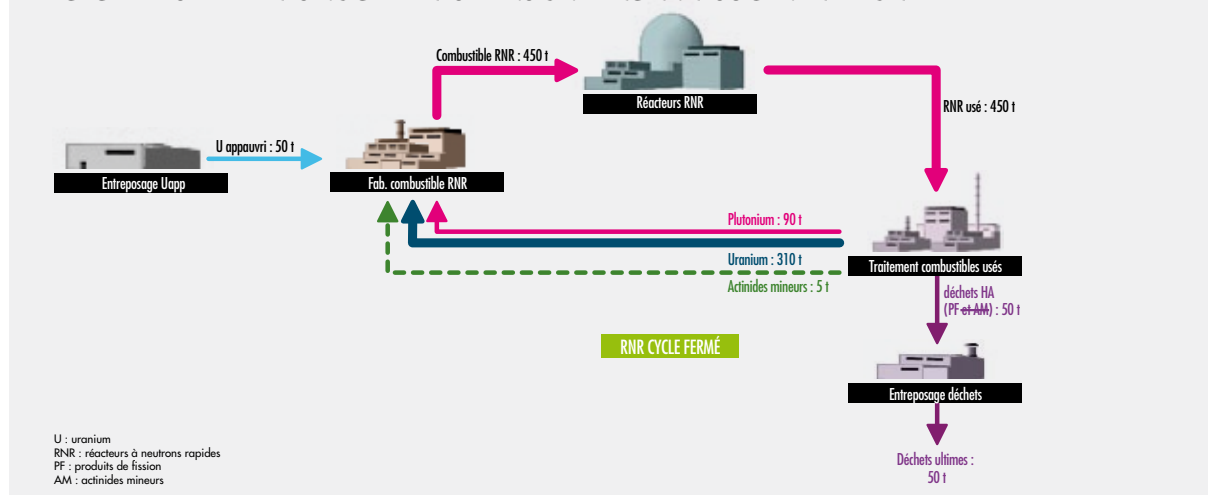 Combustible RNR : 450 t
Réacteurs RNR
RNR usé : 450 t
U appauvri : 50 t
Entreposage Uapp
Fab. combustible RNR
Plutonium : 90 t
Uranium : 310 t
Actinides mineurs : 5 t
Traitement combustibles usés
déchets HA
(PF et AM) : 50 t
RNR CYCLE FERMÉ
Entreposage déchets
Déchets ultimes :
50 t
U : uranium
RNR : réacteurs à neutrons rapides
PF : produits de fission
AM : actinides mineurs